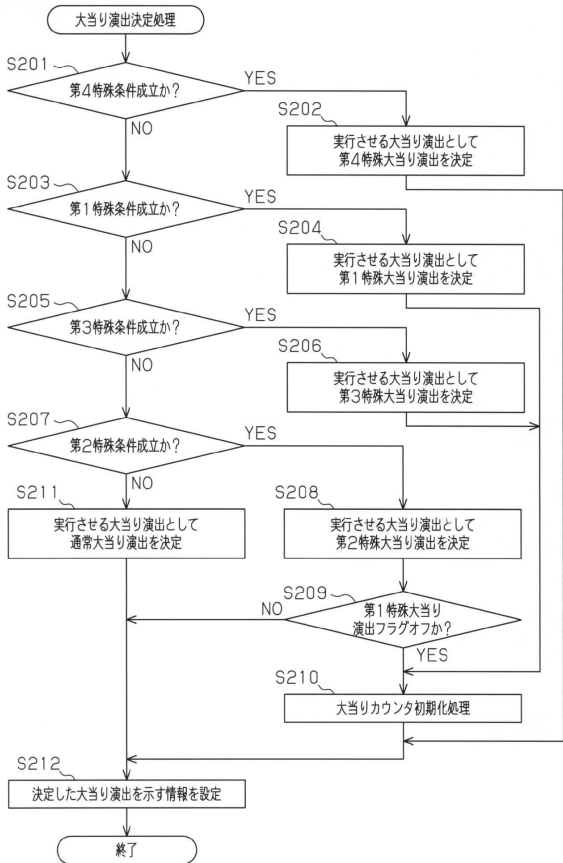 大当り演出決定処理
S201
第4特殊条件成立か?
YES
NO
S202
実行させる大当り演出として
第4特殊大当り演出を決定
S203
第1特殊条件成立か?
YES
NO
S204
実行させる大当り演出として
第1特殊大当り演出を決定
S205
第3特殊条件成立か?
YES
NO
S206
実行させる大当り演出として
第3特殊大当り演出を決定
S207
第2特殊条件成立か?
YES
NO
S211
実行させる大当り演出として
通常大当り演出を決定
S208
実行させる大当り演出として
第2特殊大当り演出を決定
S209
第1特殊大当り
演出フラグオフか?
NO
YES
S210
大当りカウンタ初期化処理
S212
決定した大当り演出を示す情報を設定
終了